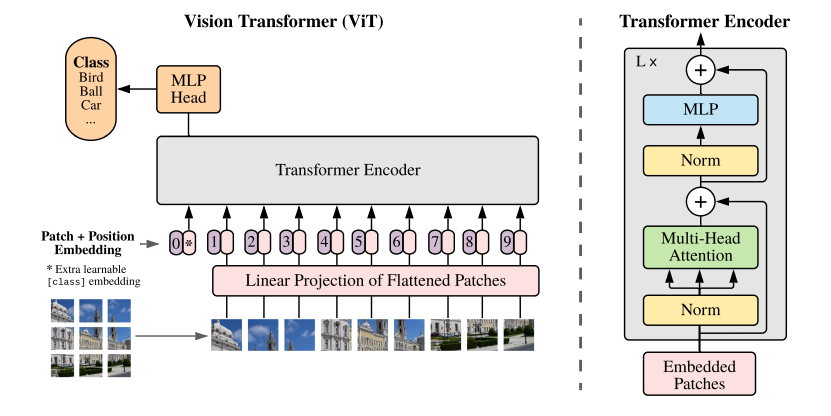 Vision Transformer (ViT)
Class
Bird
Ball
Car
...
MLP
Head
Transformer Encoder
Patch + Position
Embedding
* Extra learnable
[class] embedding
0 * 1 2 3 4 5 6 7 8 9
Linear Projection of Flattened Patches
Transformer Encoder
L ×
+
MLP
Norm
+
Multi-Head
Attention
Norm
Embedded
Patches